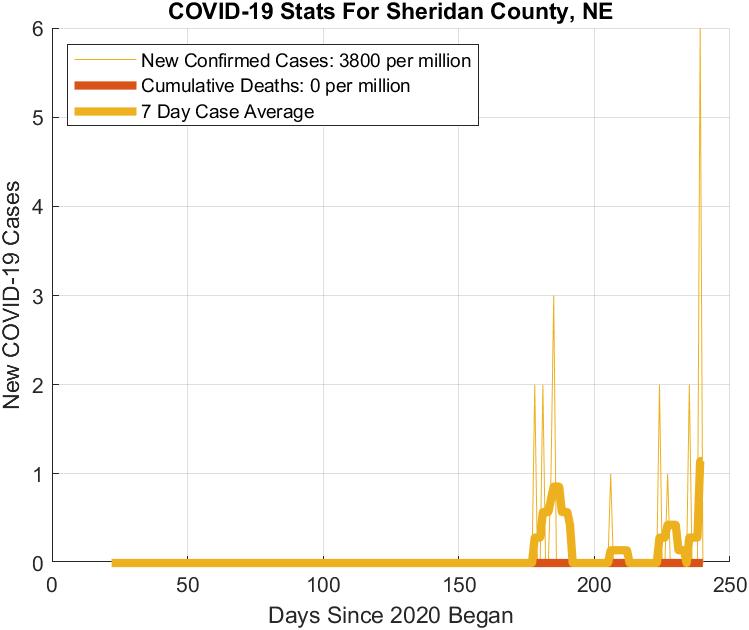 COVID-19 Stats For Sheridan County, NE
New Confirmed Cases: 3800 per million
Cumulative Deaths: 0 per million
7 Day Case Average
New COVID-19 Cases
6
5
4
3
2
1
0
0 50 100 150 200 250
Days Since 2020 Began